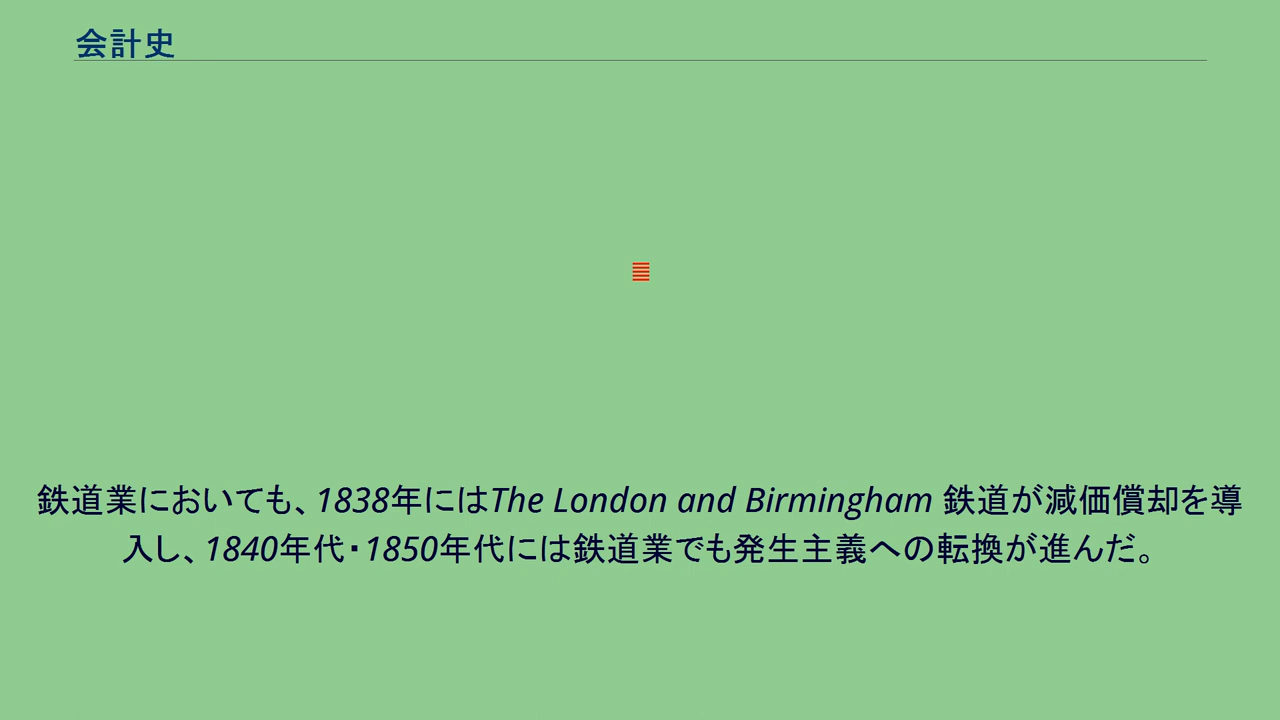 会計史
鉄道業においても、1838年にはThe London and Birmingham 鉄道が減価償却を導
入し、1840年代・1850年代には鉄道業でも発生主義への転換が進んだ。